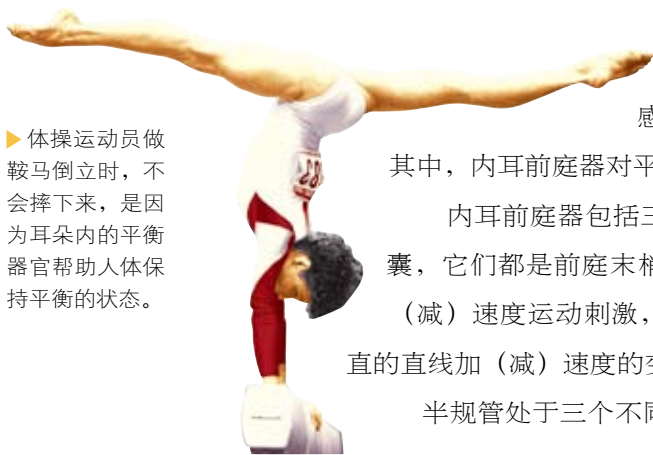 ▶ 体操运动员做
鞍马倒立时，不
会摔下来，是因
为耳朵内的平衡
器官帮助人体保
持平衡的状态。
感
其中，内耳前庭器对平
内耳前庭器包括三
囊，它们都是前庭末梢
（减）速度运动刺激，
直的直线加（减）速度的变
半规管处于三个不同